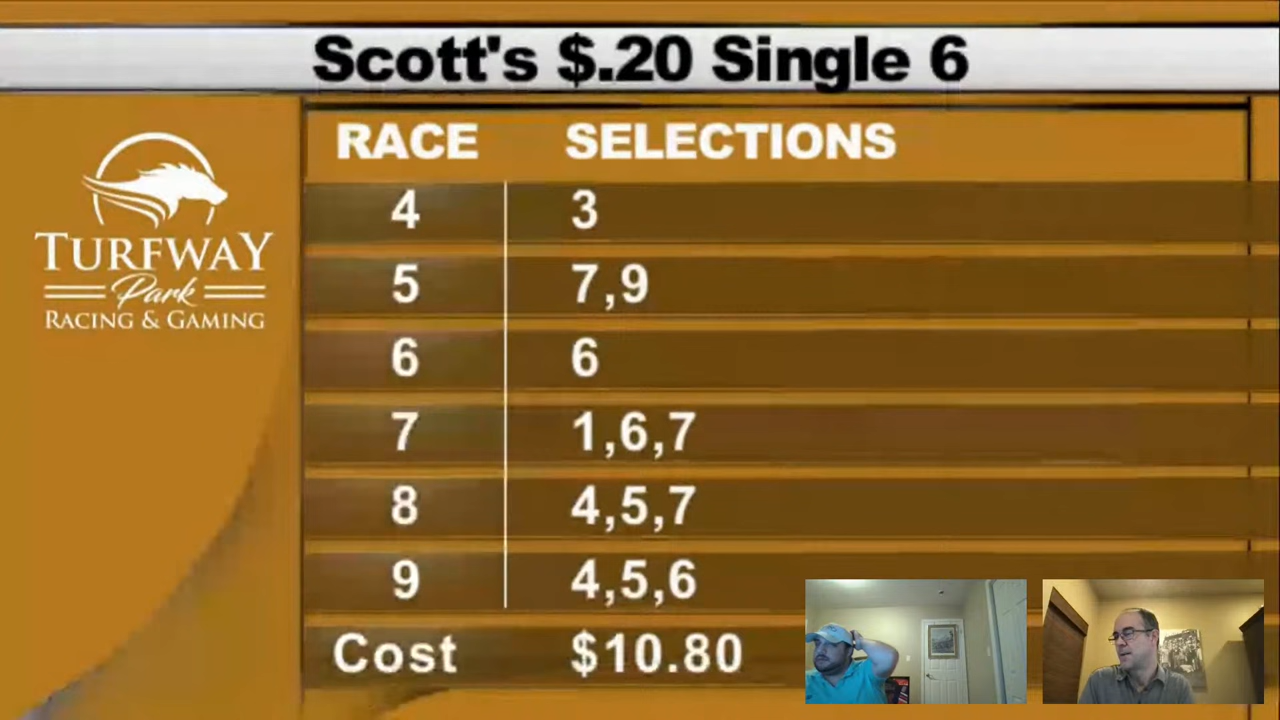 Scott's $.20 Single 6
TURFWAY
Park
RACING & GAMING
RACE SELECTIONS
4 3
5 7,9
6 6
7 1,6,7
8 4,5,7
9 4,5,6
Cost $10.80